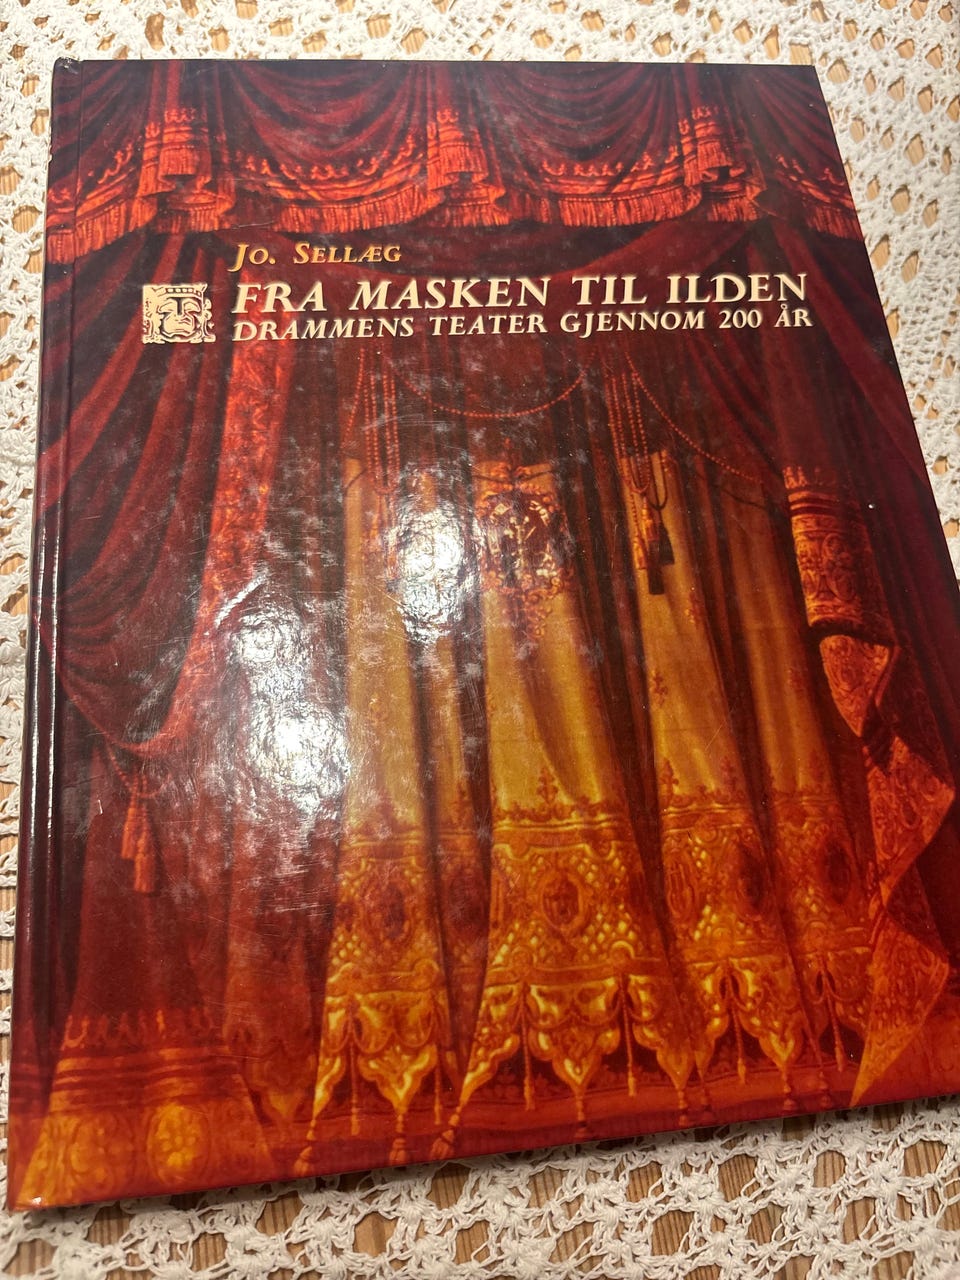 Jo. Sellæg
FRA MASKEN TIL ILDEN
DRAMMENS TEATER GJENNOM 200 ÅR